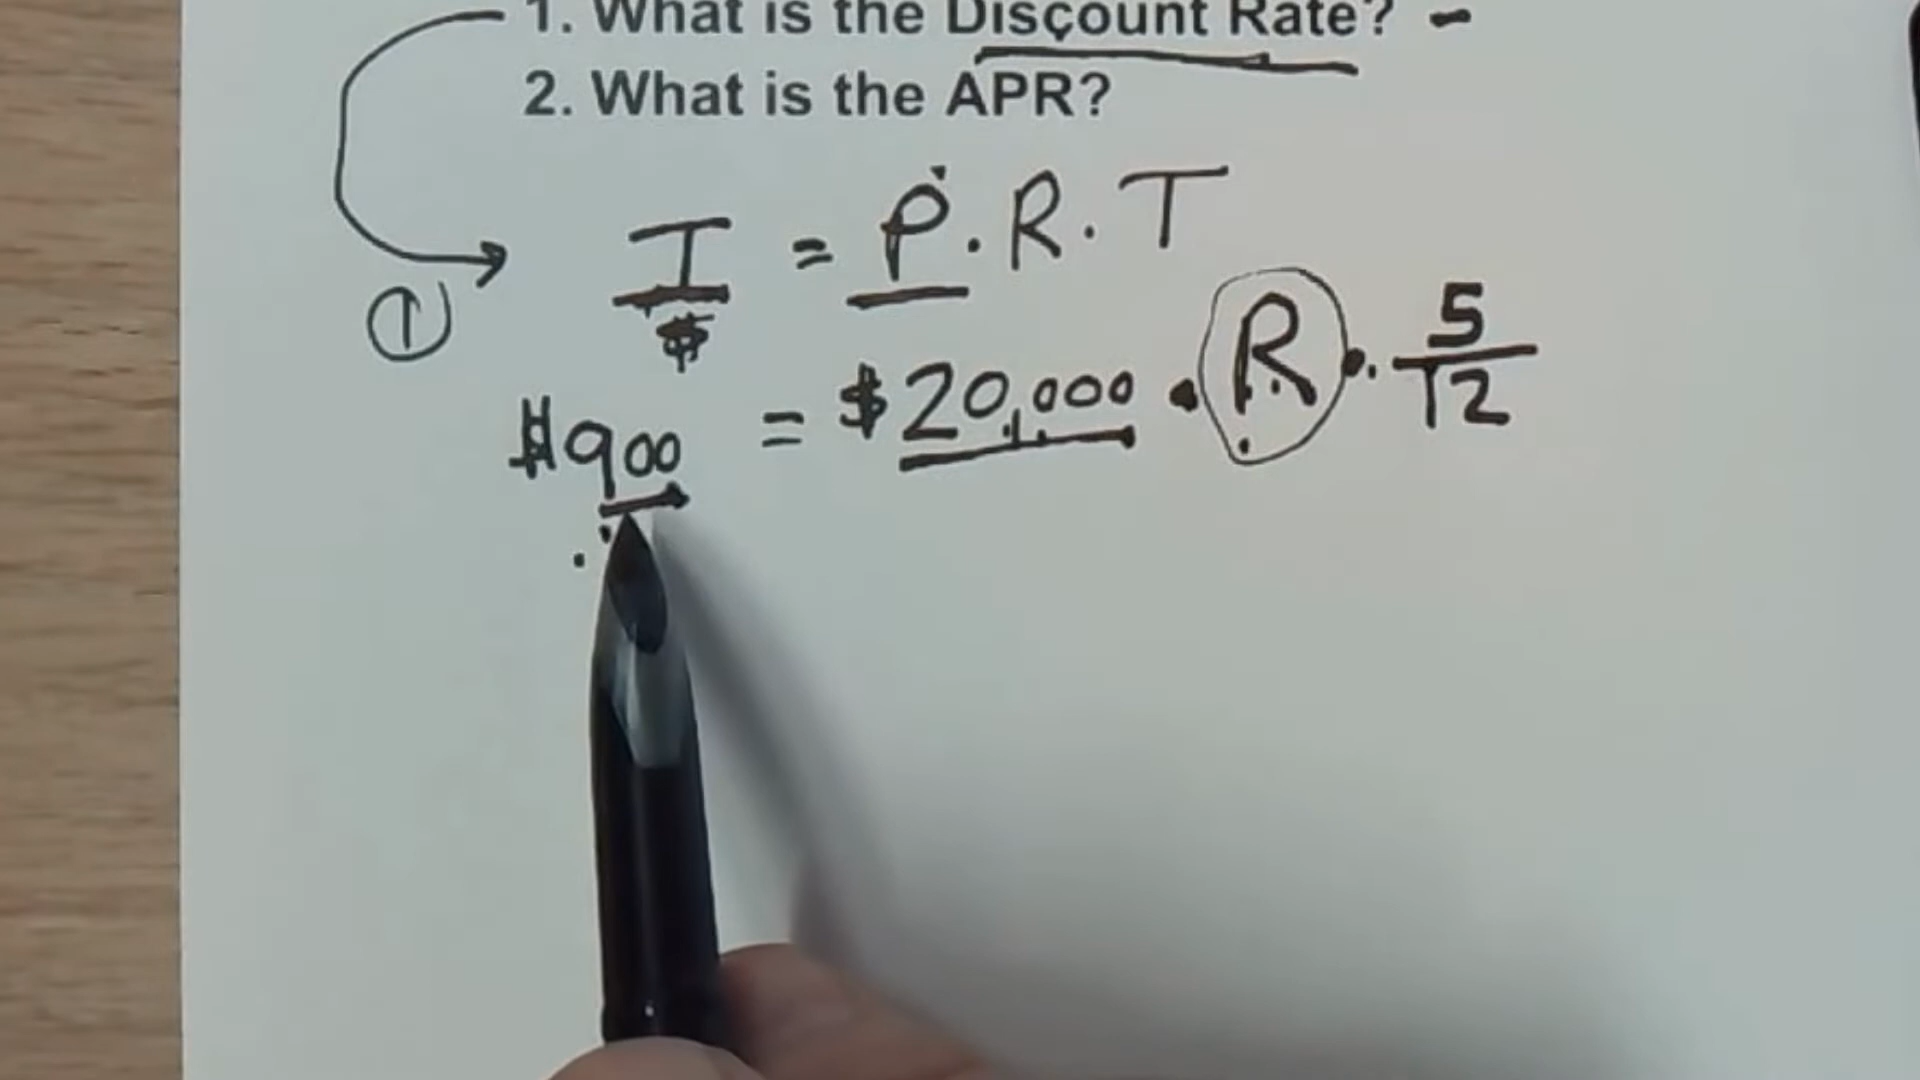 1. What is the Discount Rate? -
2. What is the APR?
I = P . R . T
$
① 
$900 = $20,000 • R • 5/12